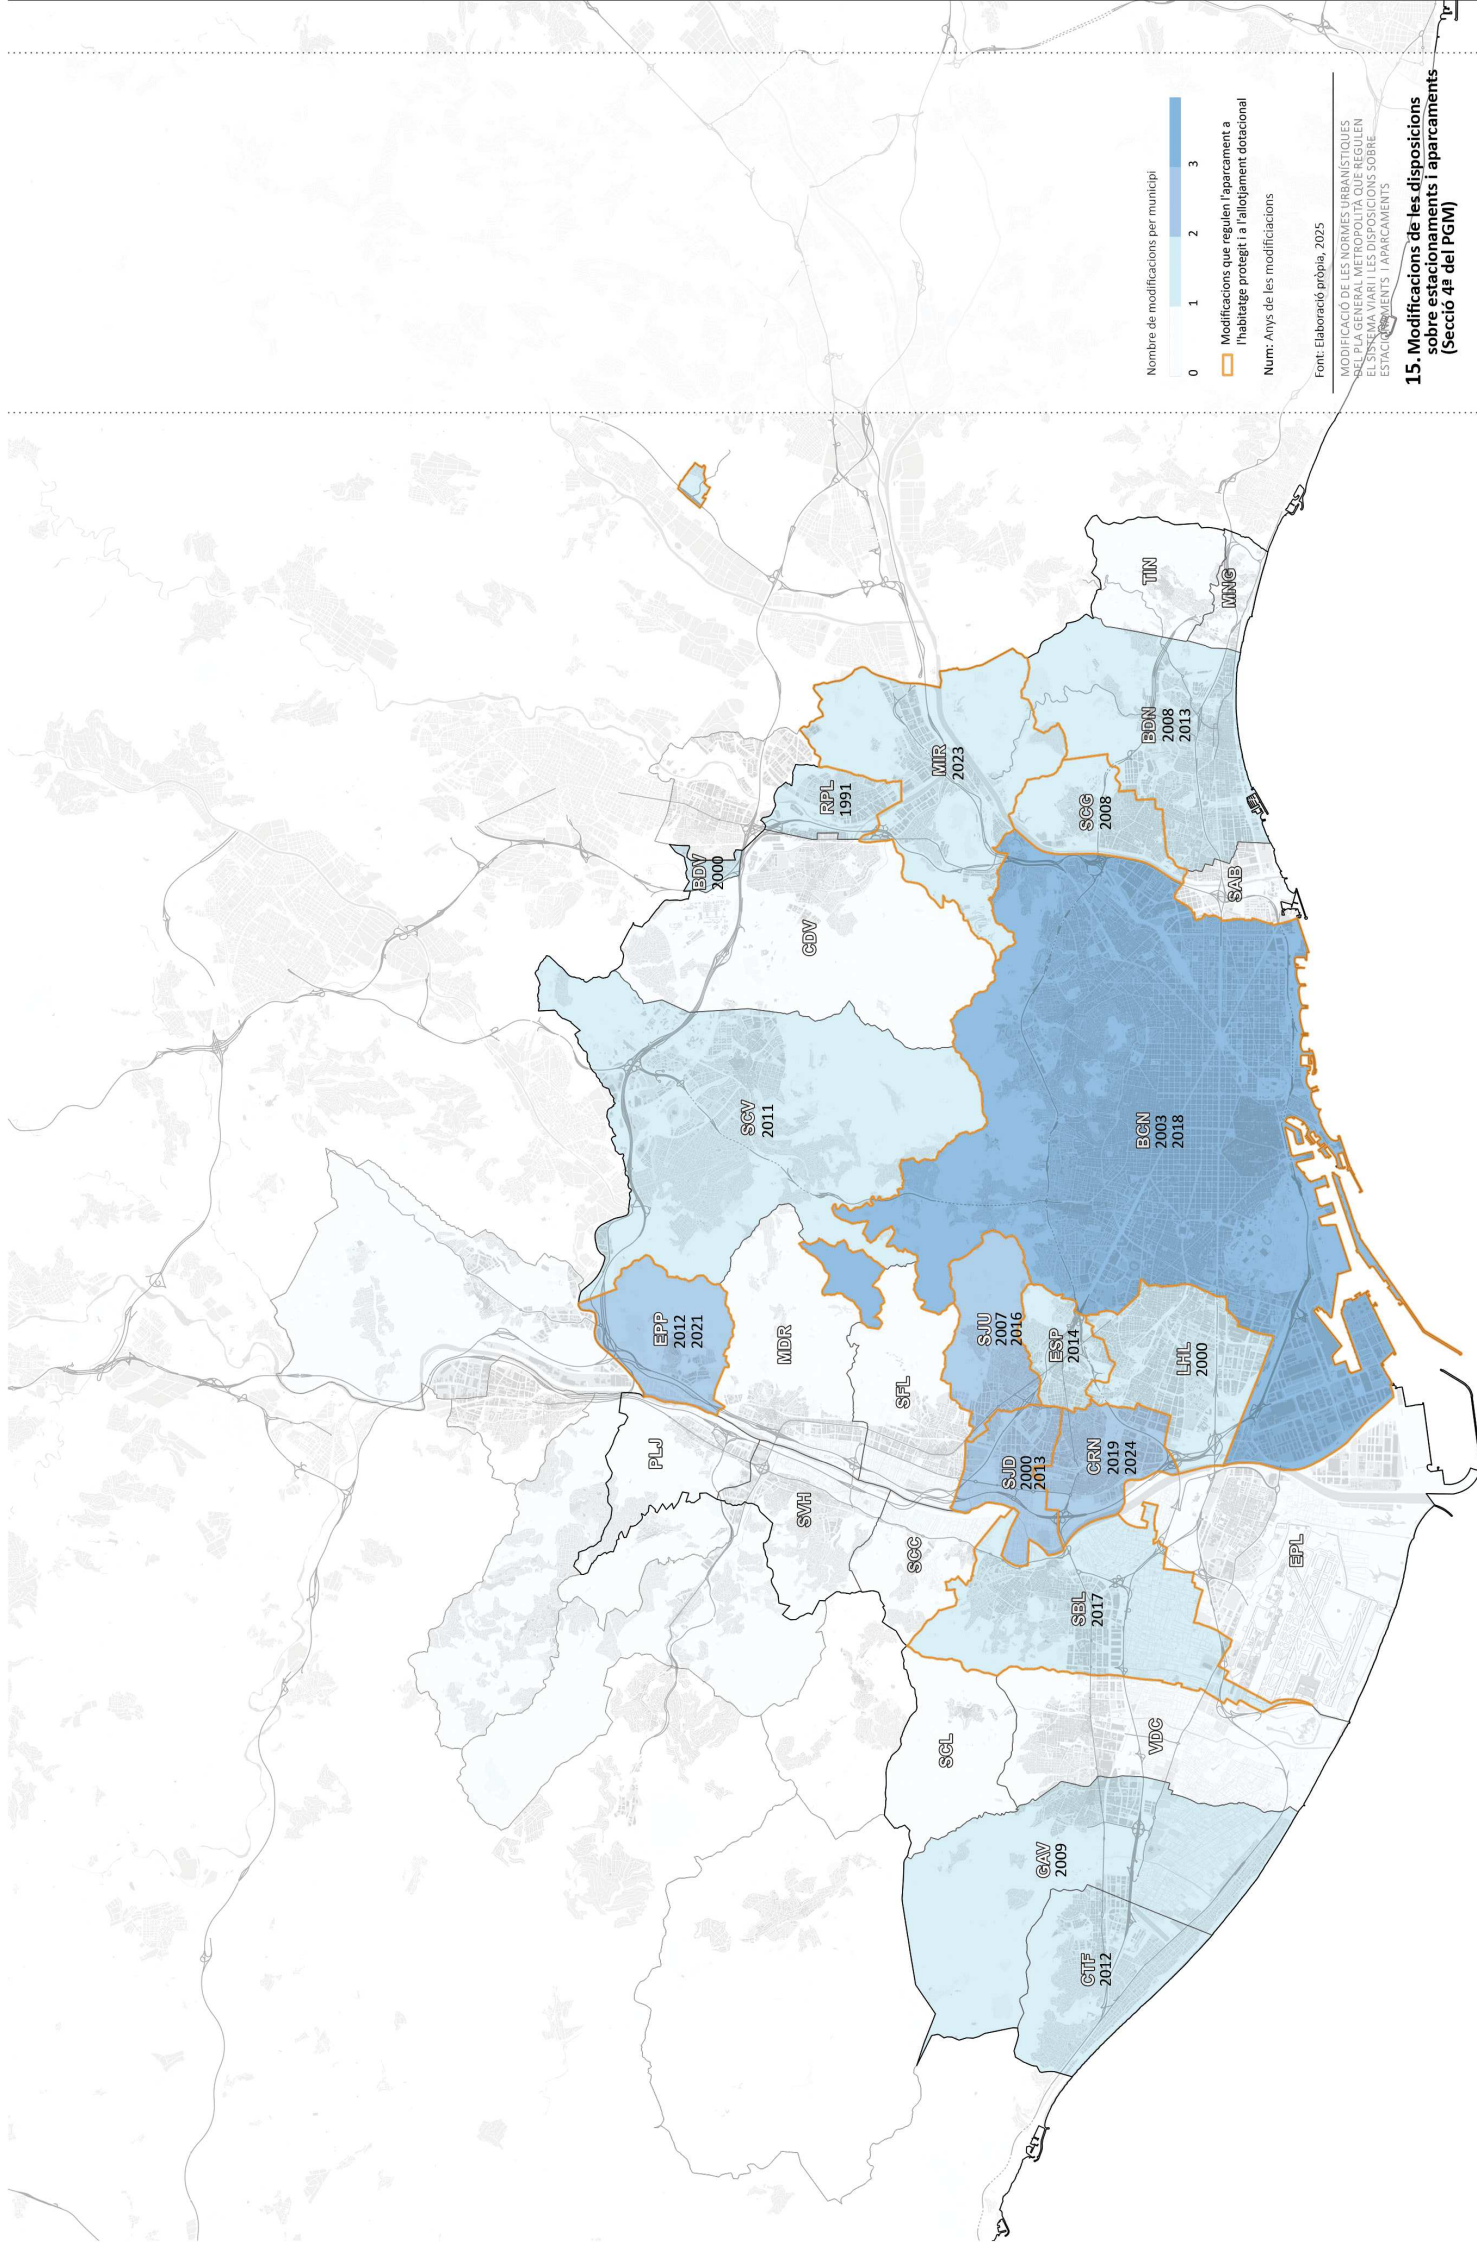 Nombre de modificacions per municipi
0 1 2 3
Modificacions que regulen l'aparcament a
l'habitatge protegit i a l'allotjament dotacional
Num: Anys de les modificiacions
Font: Elaboració pròpia, 2025
MODIFICACIÓ DE LES NORMES URBANÍSTIQUES
DEL PLA GENERAL METROPOLITÀ QUE REGULEN
EL SISTEMA VIARI I LES DISPOSICIONS SOBRE
ESTACIONAMENTS I APARCAMENTS
15. Modificacions de les disposicions
sobre estacionaments i aparcaments
(Secció 4ª del PGM)
BDV
2000
RPL
1991
CDV
SCV
2011
MIR
2023
TIN
MNG
BDN
2008
2013
SCG
2008
SAB
BCN
2003
2018
EPP
2012
2021
MDR
SFL
SJU
2007
2016
ESP
2014
LHL
2000
PLJ
SVH
SCC
SJD
2000
2013
CRN
2019
2024
EPL
SBL
2017
SCL
VDC
GAV
2009
CTF
2012